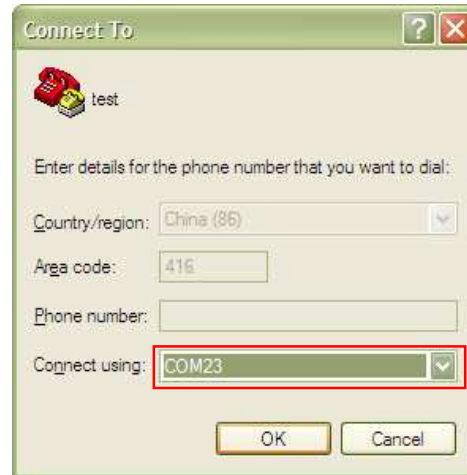 Connect To
test
Enter details for the phone number that you want to dial:
Country/region: China (86)
Area code: 416
Phone number:
Connect using: COM23
OK Cancel